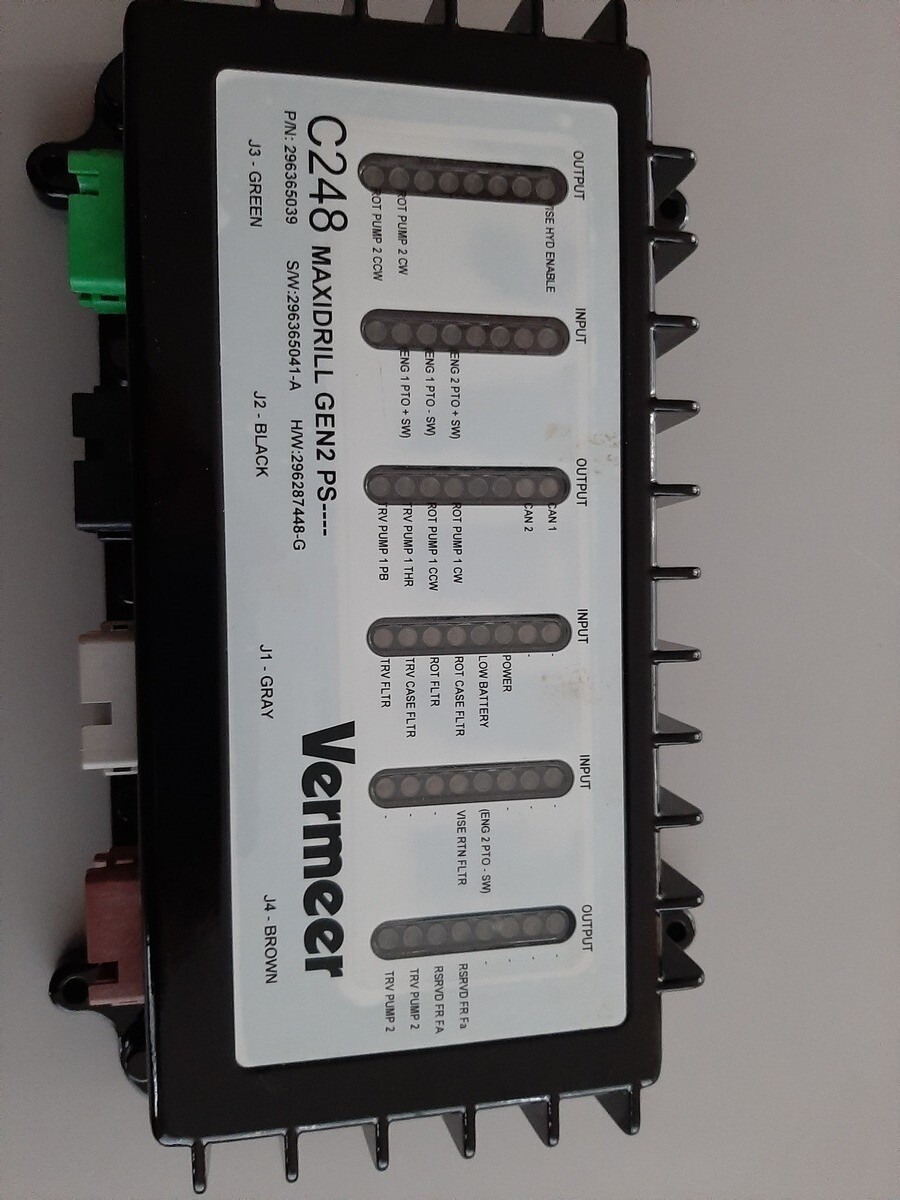 OUTPUT
ISE HYD ENABLE
ROT PUMP 2 CW
ROT PUMP 2 CCW
INPUT
(ENG 2 PTO + SW)
(ENG 1 PTO - SW)
(ENG 1 PTO + SW)
OUTPUT
CAN 1
CAN 2
ROT PUMP 1 CW
ROT PUMP 1 CCW
TRV PUMP 1 THR
TRV PUMP 1 PB
INPUT
-
-
POWER
LOW BATTERY
ROT CASE FLTR
ROT FLTR
TRV CASE FLTR
TRV FLTR
INPUT
-
-
-
(ENG 2 PTO - SW)
VISE RTN FLTR
-
-
-
OUTPUT
-
-
-
-
RSRVD FR Fa
RSRVD FR FA
TRV PUMP 2
TRV PUMP 2
C248 MAXIDRILL GEN2 PS----
P/N: 296365039 S/W:296365041-A H/W:296287448-G
Vermeer
J3 - GREEN J2 - BLACK J1 - GRAY J4 - BROWN